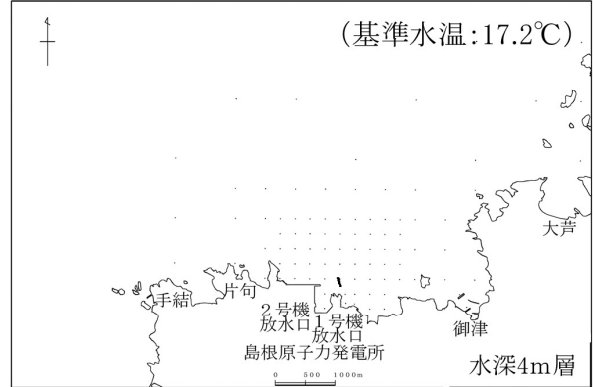 (基準水温:17.2℃)
大芦
手結
片句
2号機
放水口
1号機
放水口
御津
島根原子力発電所
0 500 1000m
水深4m層